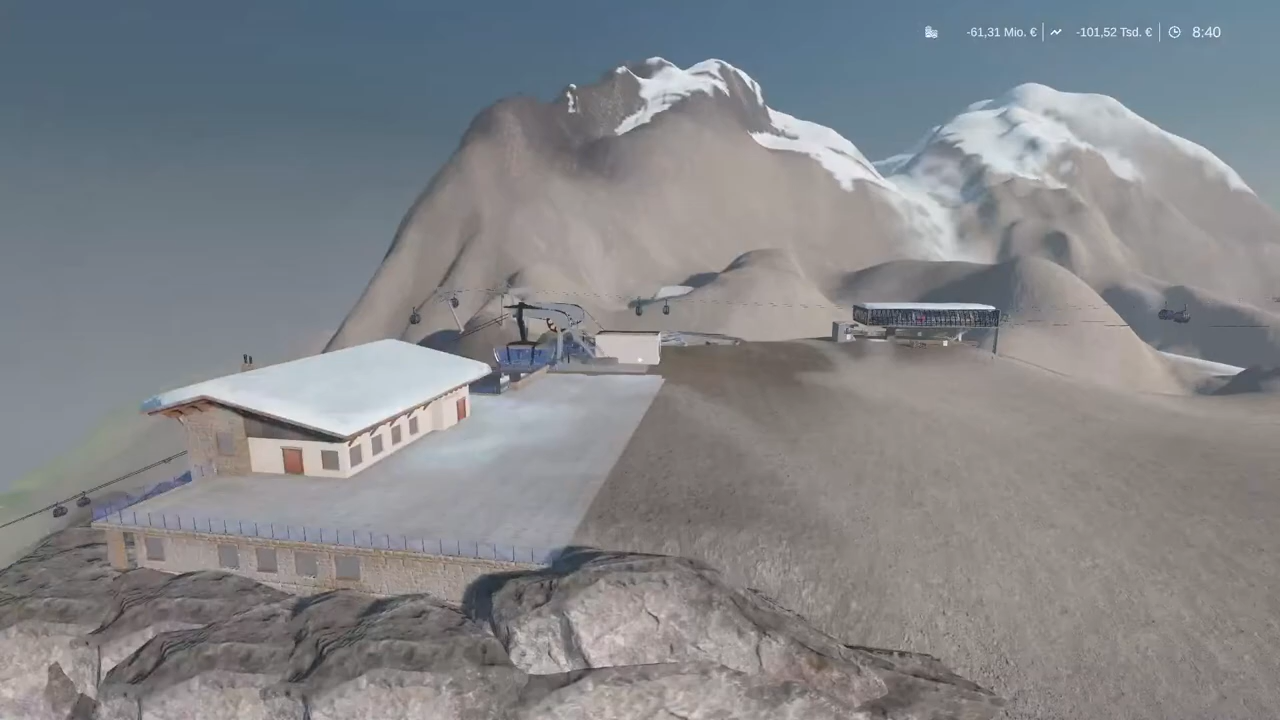 -61,31 Mio. € -101,52 Tsd. € 8:40